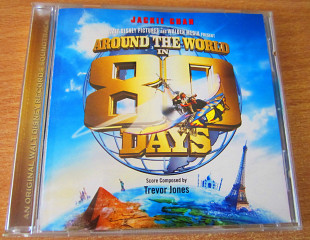 JACKIE CHAN
WALT DISNEY PICTURES AND WALDEN MEDIA PRESENT
AROUND THE WORLD
IN
80
DAYS
Score Composed by
Trevor Jones
AN ORIGINAL WALT DISNEY RECORDS SOUNDTRACK